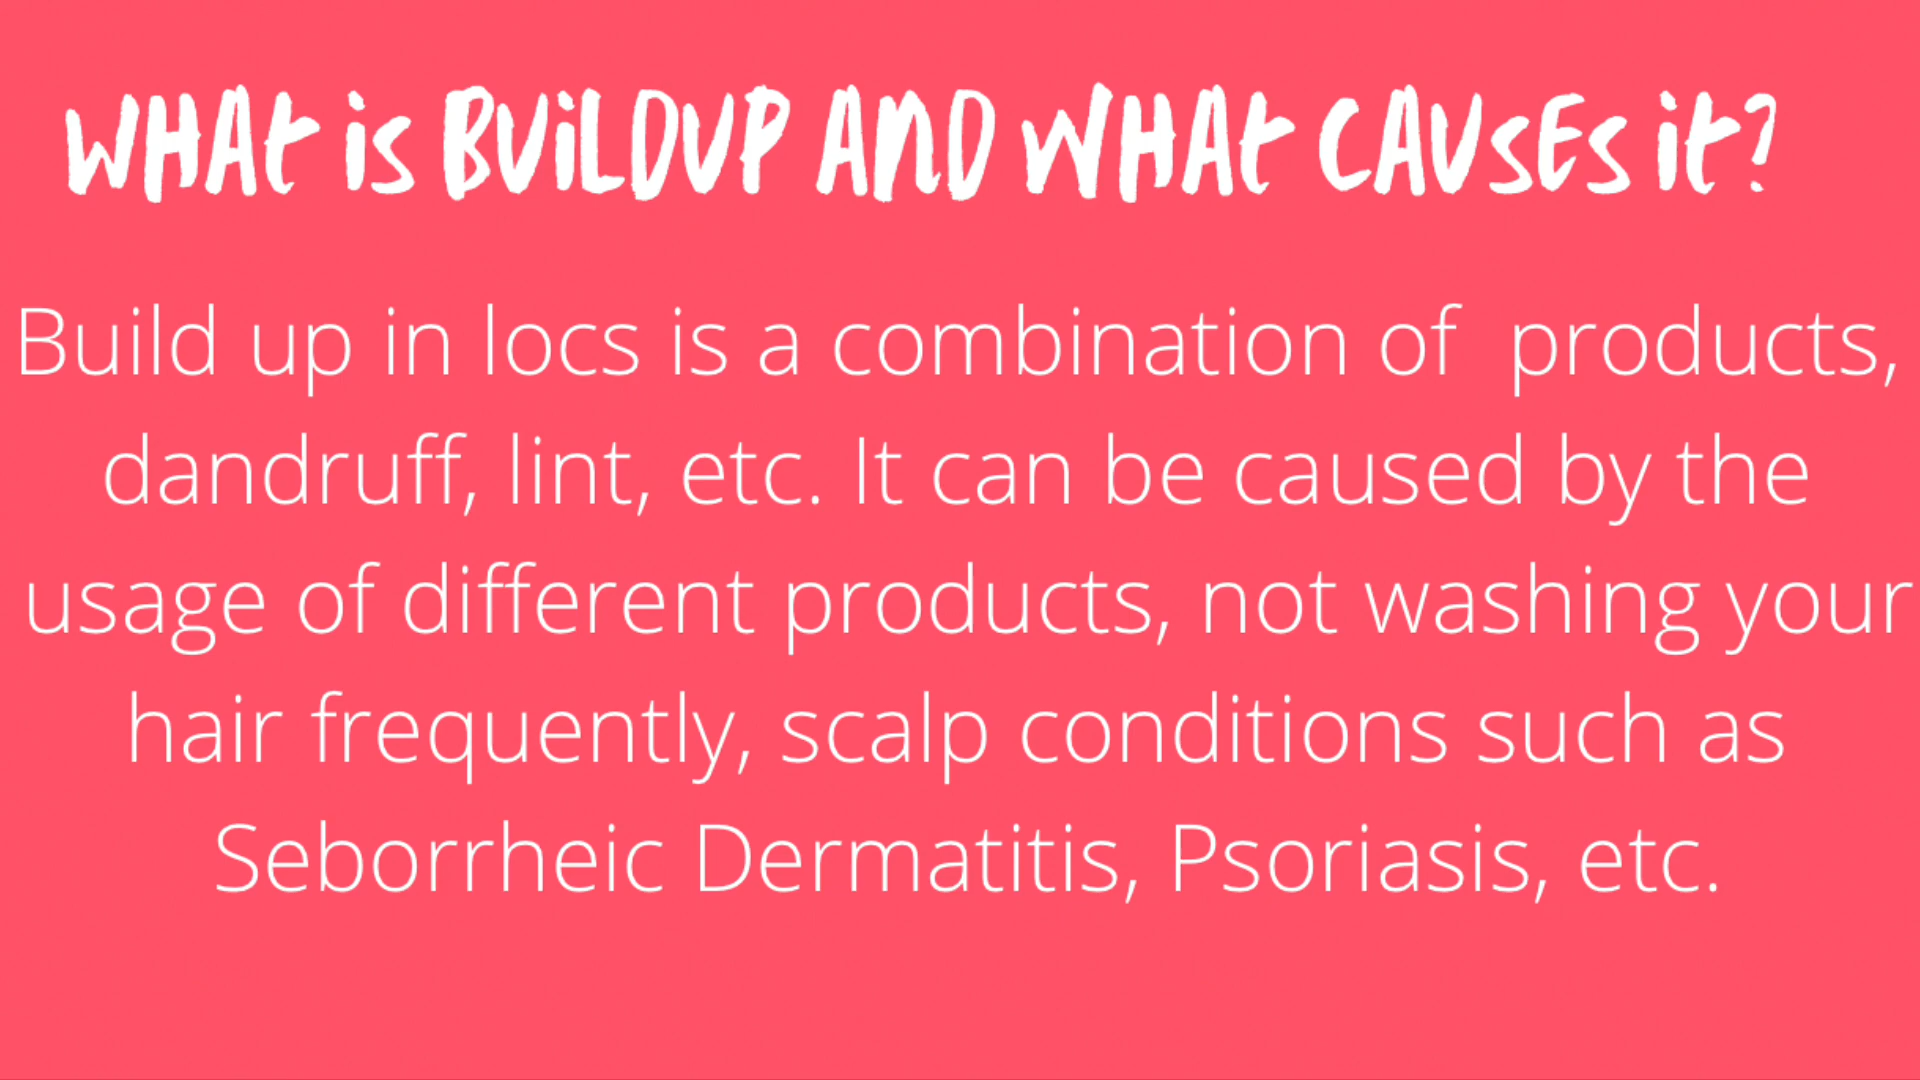 WHAt is BUiLDUP AnD WHAt CAUsEs it?
Build up in locs is a combination of  products,
dandruff, lint, etc. It can be caused by the
usage of different products, not washing your
hair frequently, scalp conditions such as
Seborrheic Dermatitis, Psoriasis, etc.